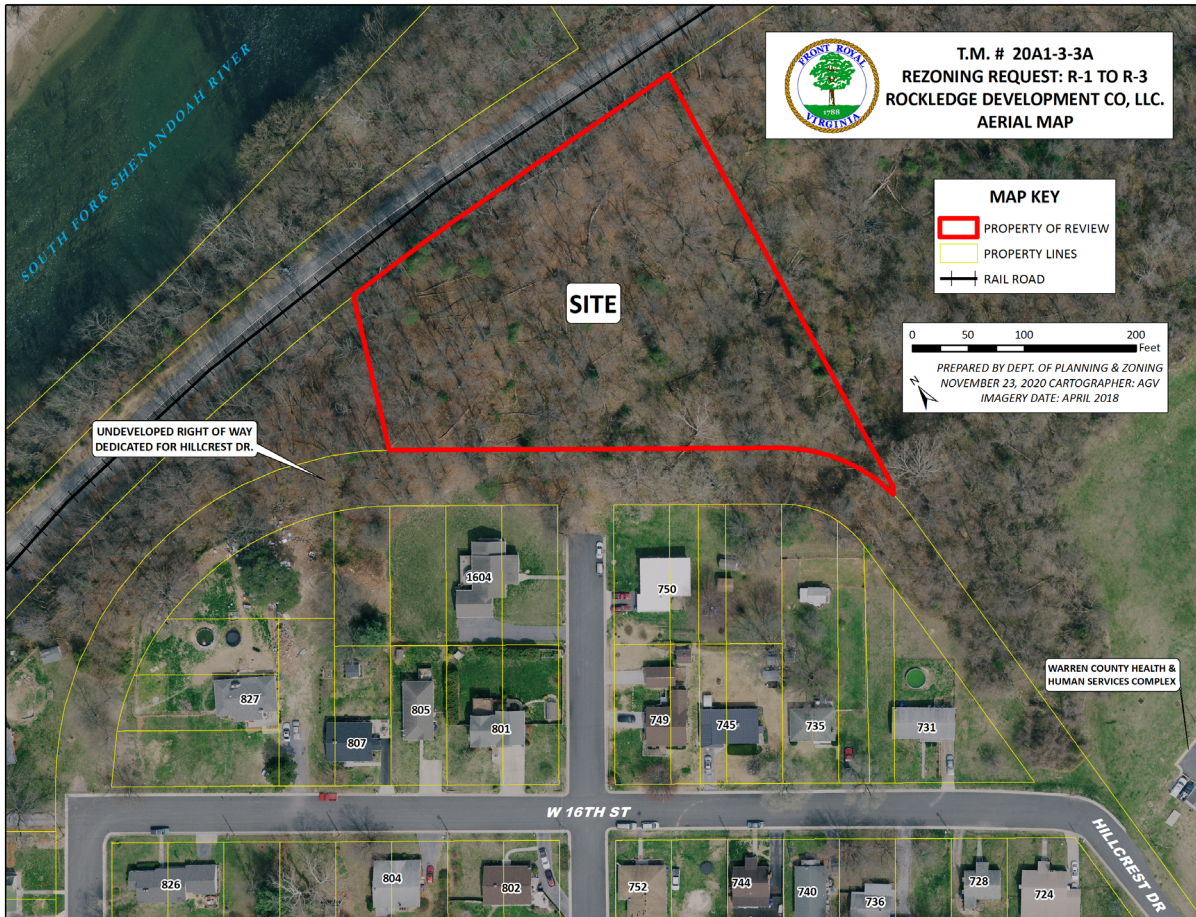 SOUTH FORK SHENANDOAH RIVER
FRONT ROYAL
1788
VIRGINIA
T.M. # 20A1-3-3A
REZONING REQUEST: R-1 TO R-3
ROCKLEDGE DEVELOPMENT CO, LLC.
AERIAL MAP
MAP KEY
PROPERTY OF REVIEW
PROPERTY LINES
RAIL ROAD
SITE
0 50 100 200
Feet
PREPARED BY DEPT. OF PLANNING & ZONING
NOVEMBER 23, 2020 CARTOGRAPHER: AGV
IMAGERY DATE: APRIL 2018
N
UNDEVELOPED RIGHT OF WAY
DEDICATED FOR HILLCREST DR.
1604
750
WARREN COUNTY HEALTH &
HUMAN SERVICES COMPLEX
827
807
805
801
749
745
735
731
W 16TH ST
HILLCREST DR
826
804
802
752
744
740
736
728
724